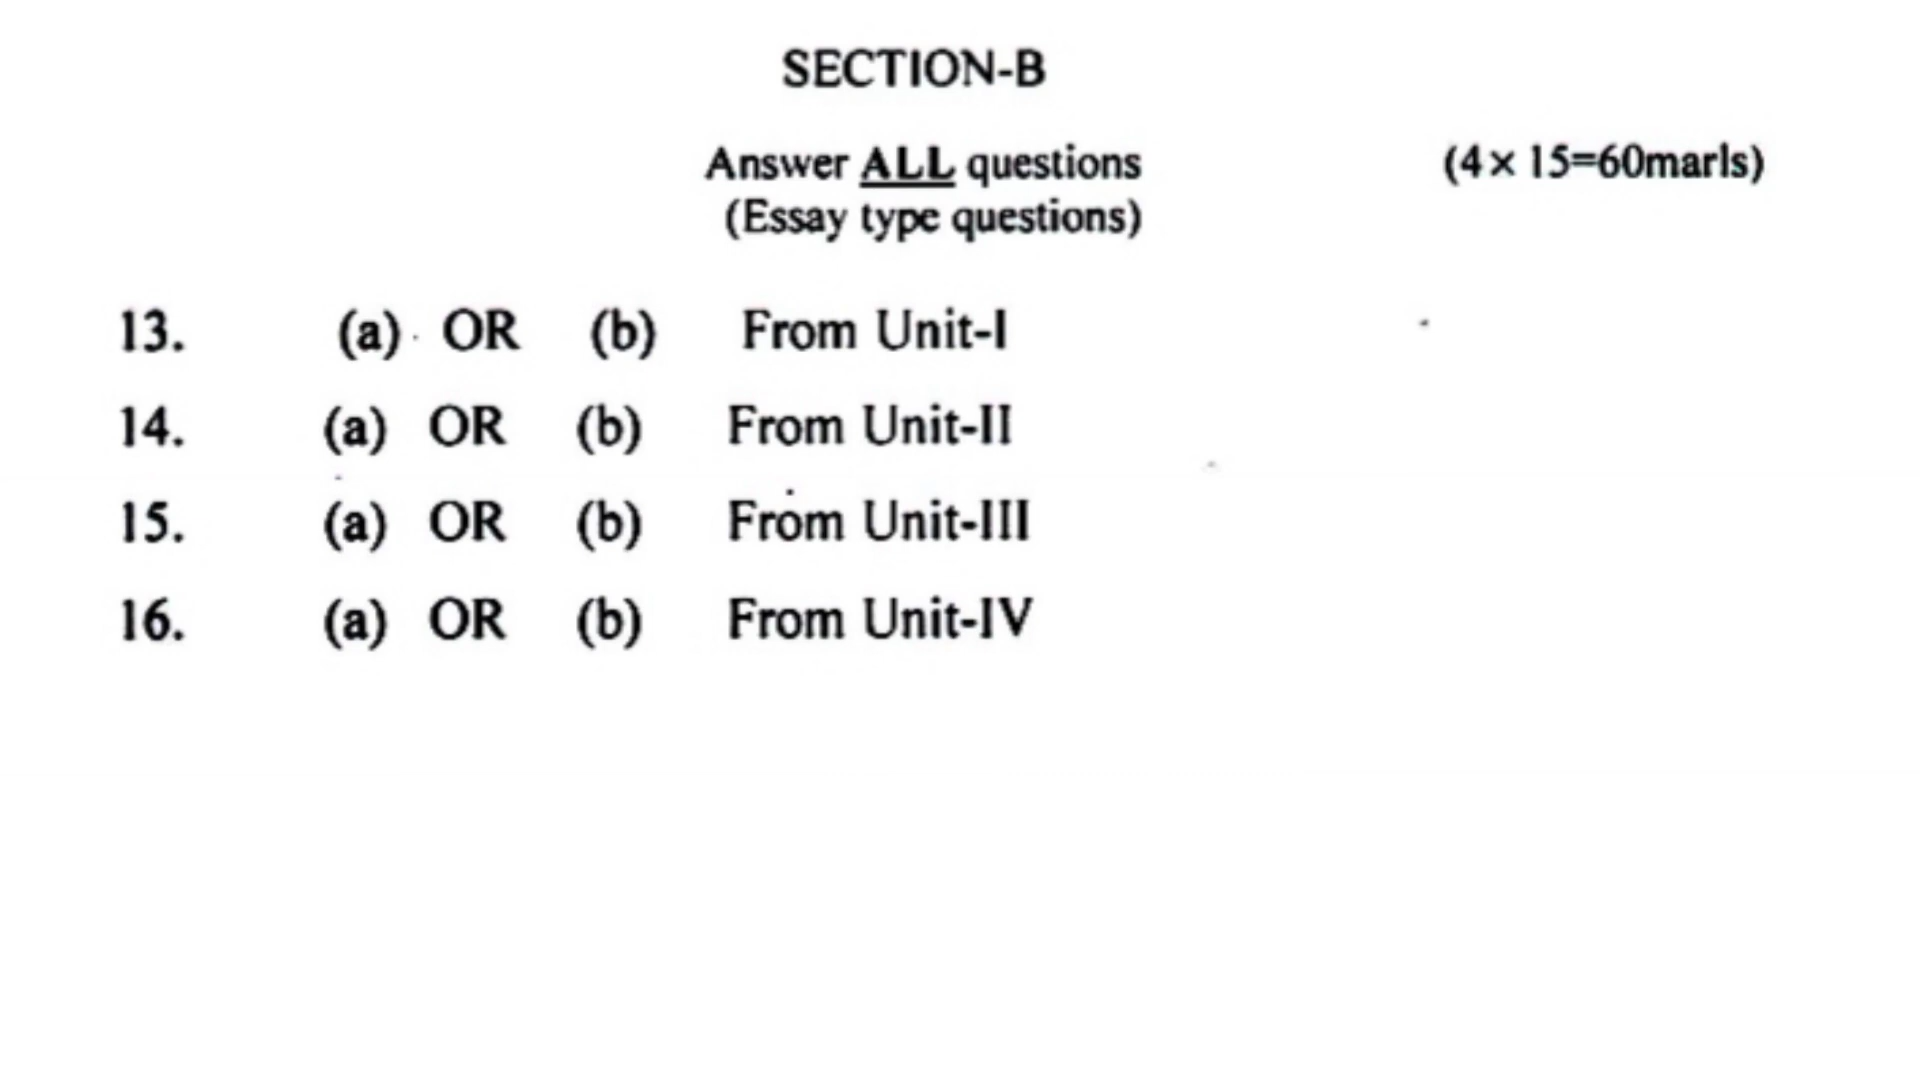 SECTION-B
Answer ALL questions (4× 15=60marls)
(Essay type questions)
13. (a) OR (b) From Unit-I
14. (a) OR (b) From Unit-II
15. (a) OR (b) From Unit-III
16. (a) OR (b) From Unit-IV